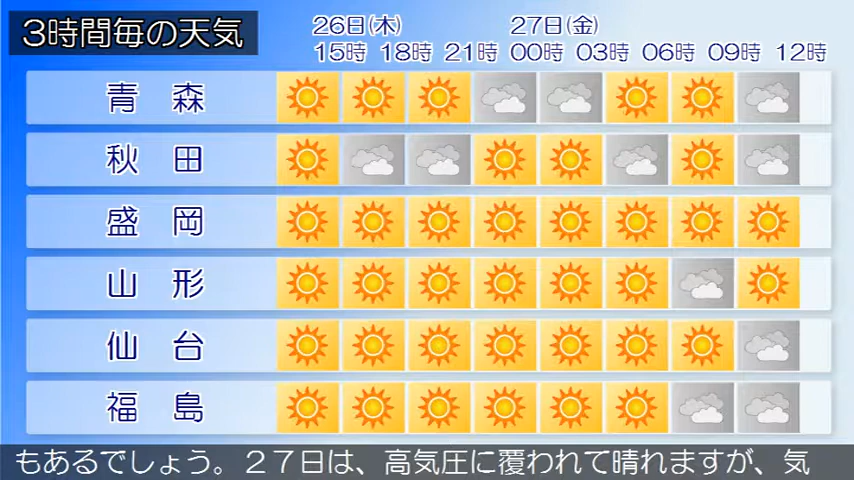 3時間毎の天気
26日(木) 27日(金)
15時 18時 21時 00時 03時 06時 09時 12時
青 森
秋 田
盛 岡
山 形
仙 台
福 島
もあるでしょう。２７日は、高気圧に覆われて晴れますが、気